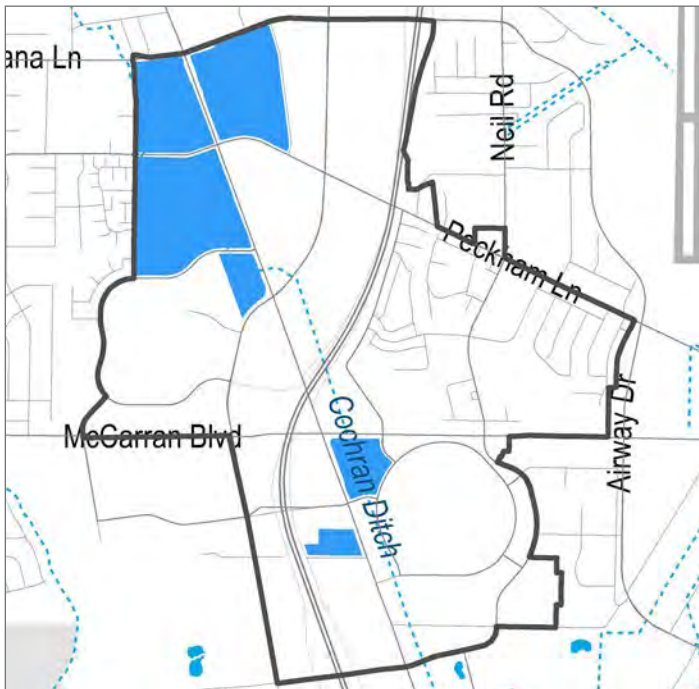 ana Ln
Neil Rd
Peckham Ln
Airway Dr
McCarran Blvd
Cochran Ditch